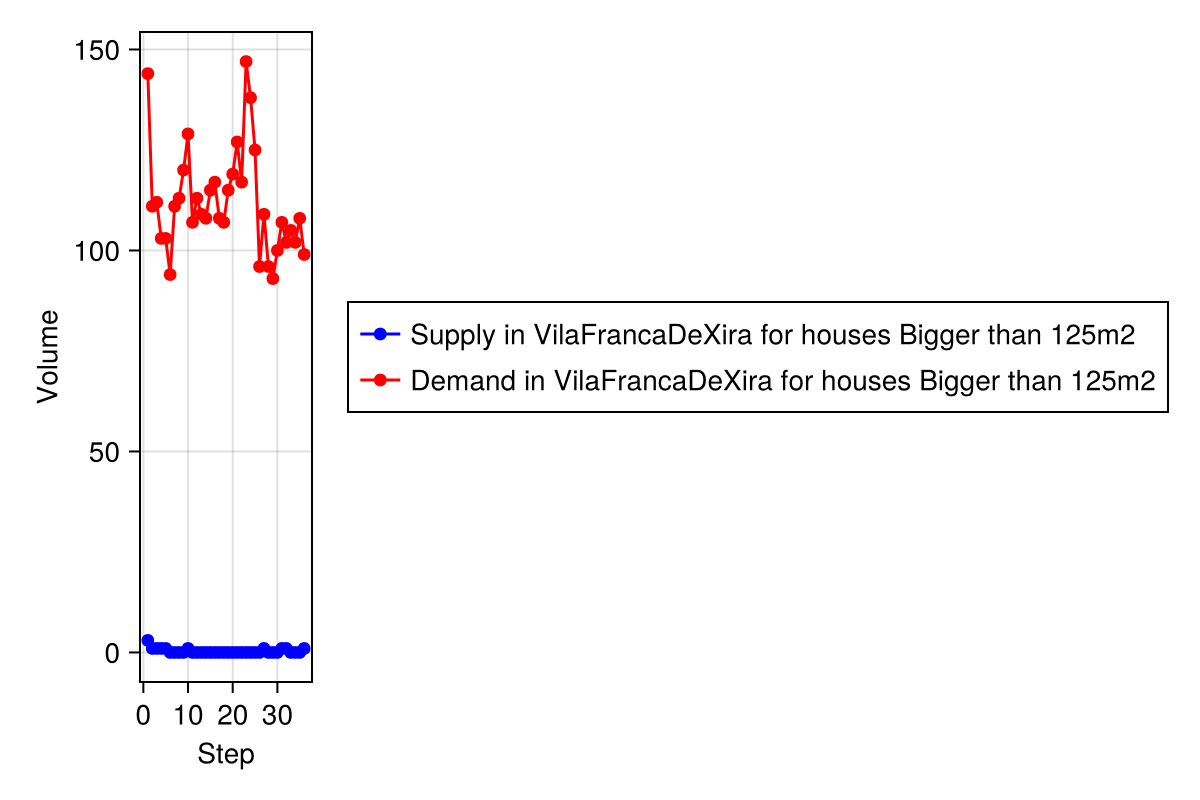 150
100
50
0
Volume
0 10 20 30
Step
Supply in VilaFrancaDeXira for houses Bigger than 125m2
Demand in VilaFrancaDeXira for houses Bigger than 125m2